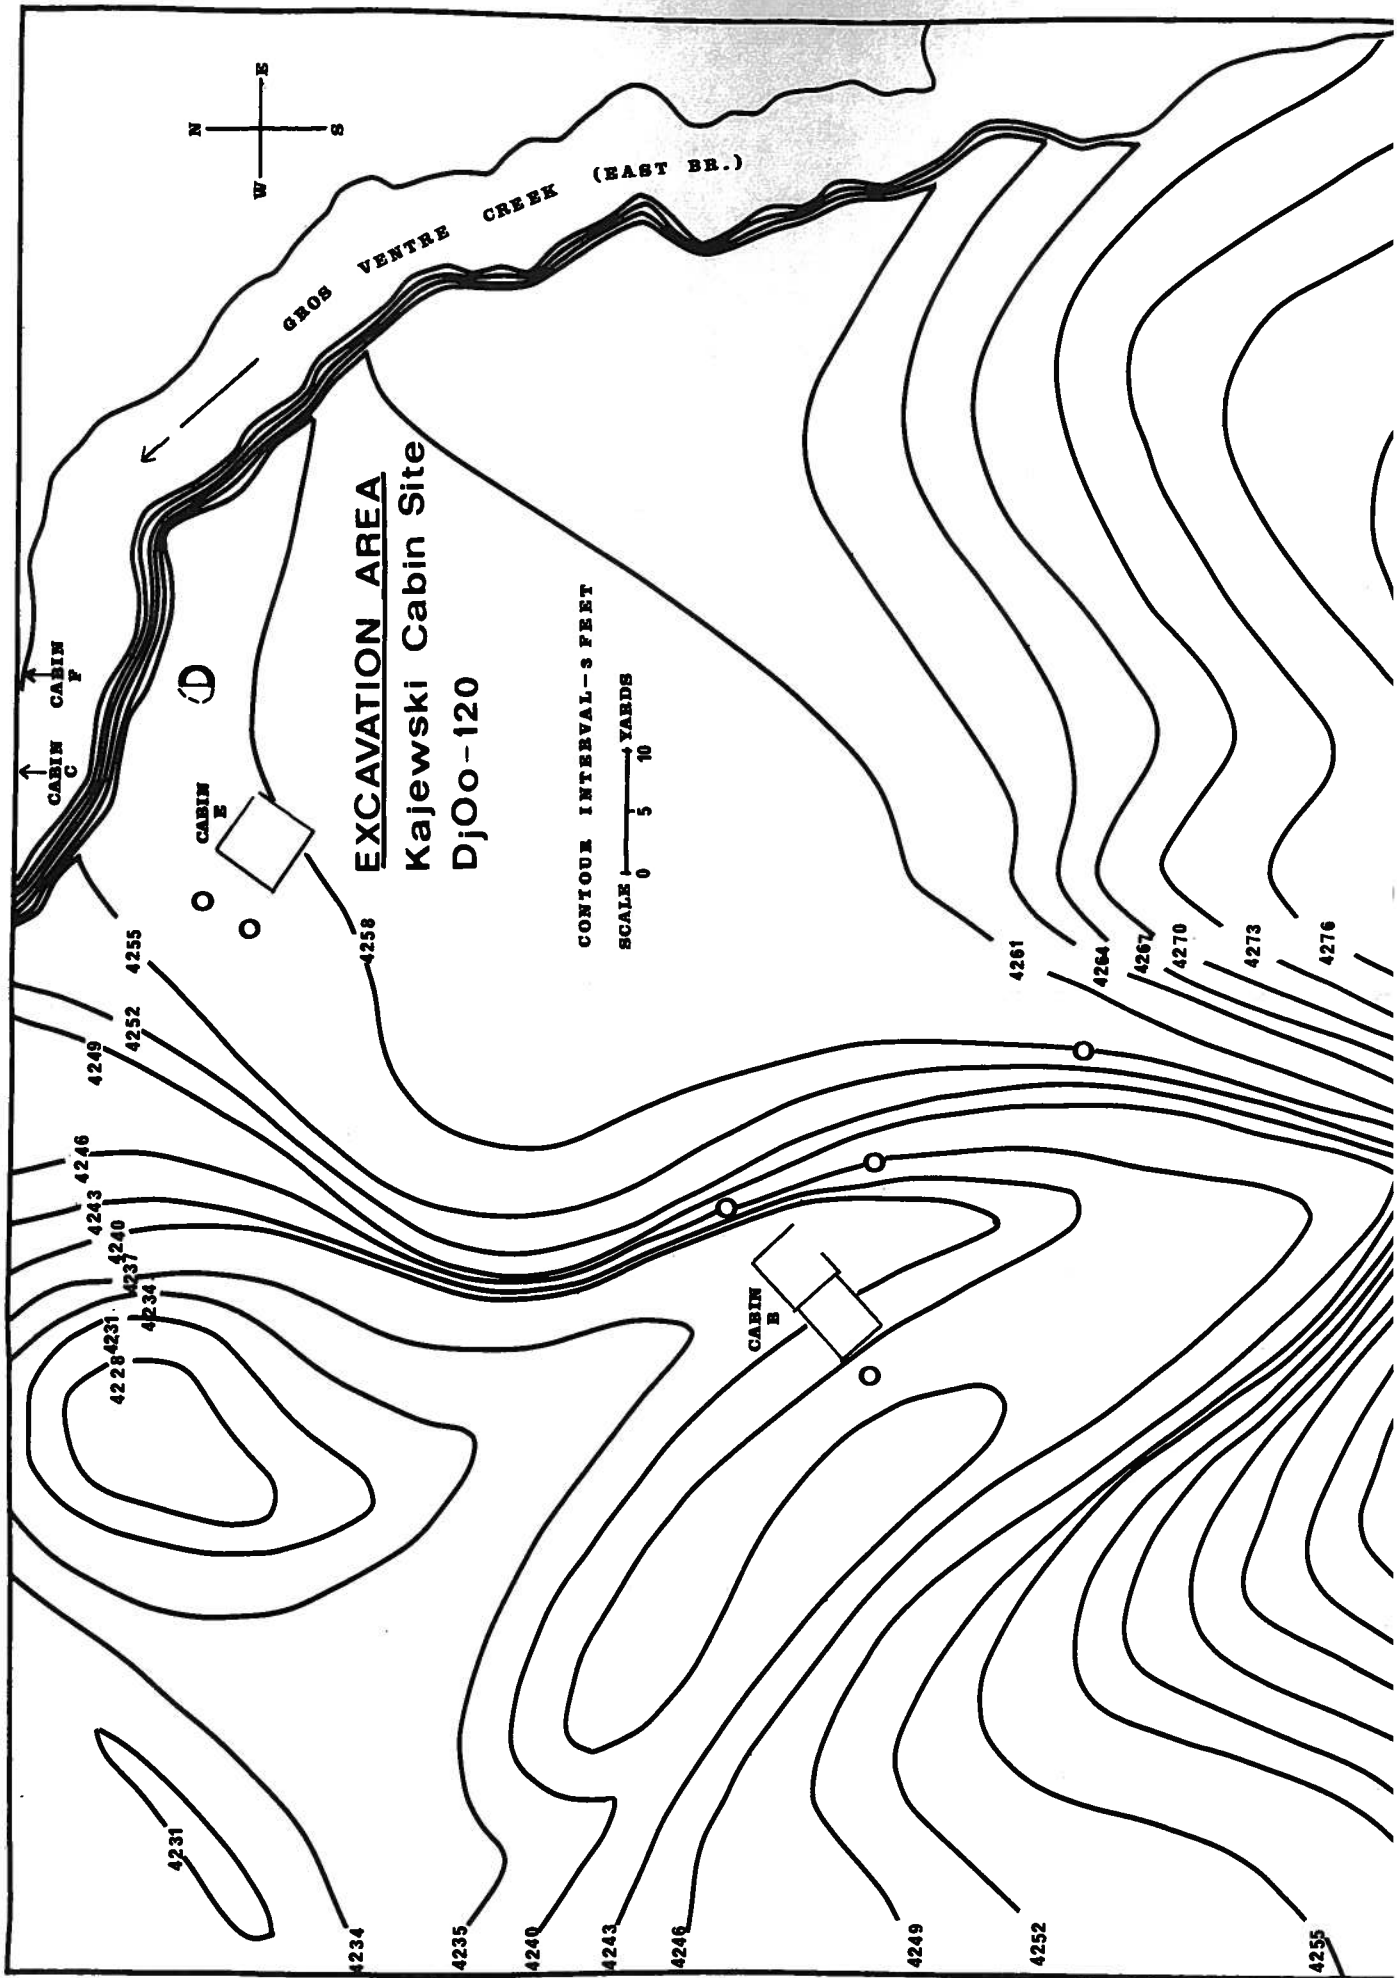 N
W E
S
GROS VENTRE CREEK (EAST BR.)
CABIN
C
CABIN
F
CABIN
E
D
EXCAVATION AREA
Kajewski Cabin Site
DjOo-120
CONTOUR INTERVAL-3 FEET
SCALE
0 5 10 YARDS
CABIN
B
4255
4252
4249
4246
4243
4240
4237
4234
4231
4228
4258
4261
4264
4267
4270
4273
4276
4231
4234
4235
4240
4243
4246
4249
4252
4255